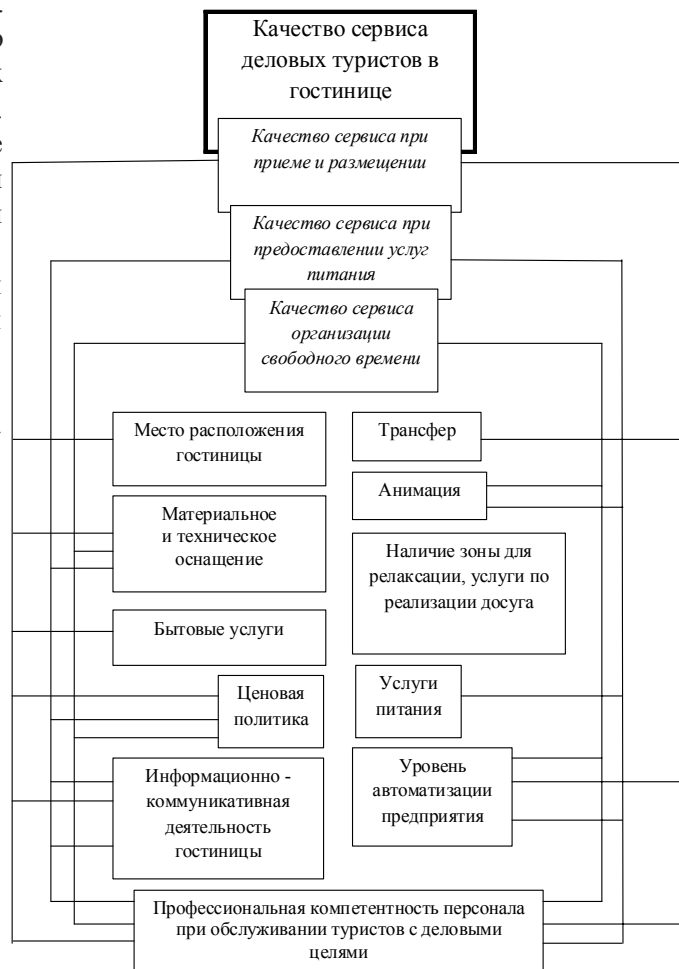 Качество сервиса
деловых туристов в
гостинице
Качество сервиса при
приеме и размещении
Качество сервиса при
предоставлении услуг
питания
Качество сервиса
организации
свободного времени
Место расположения
гостиницы
Трансфер
Анимация
Материальное
и техническое
оснащение
Наличие зоны для
релаксации, услуги по
реализации досуга
Бытовые услуги
Ценовая
политика
Услуги
питания
Информационно -
коммуникативная
деятельность
гостиницы
Уровень
автоматизации
предприятия
Профессиональная компетентность персонала
при обслуживании туристов с деловыми
целями